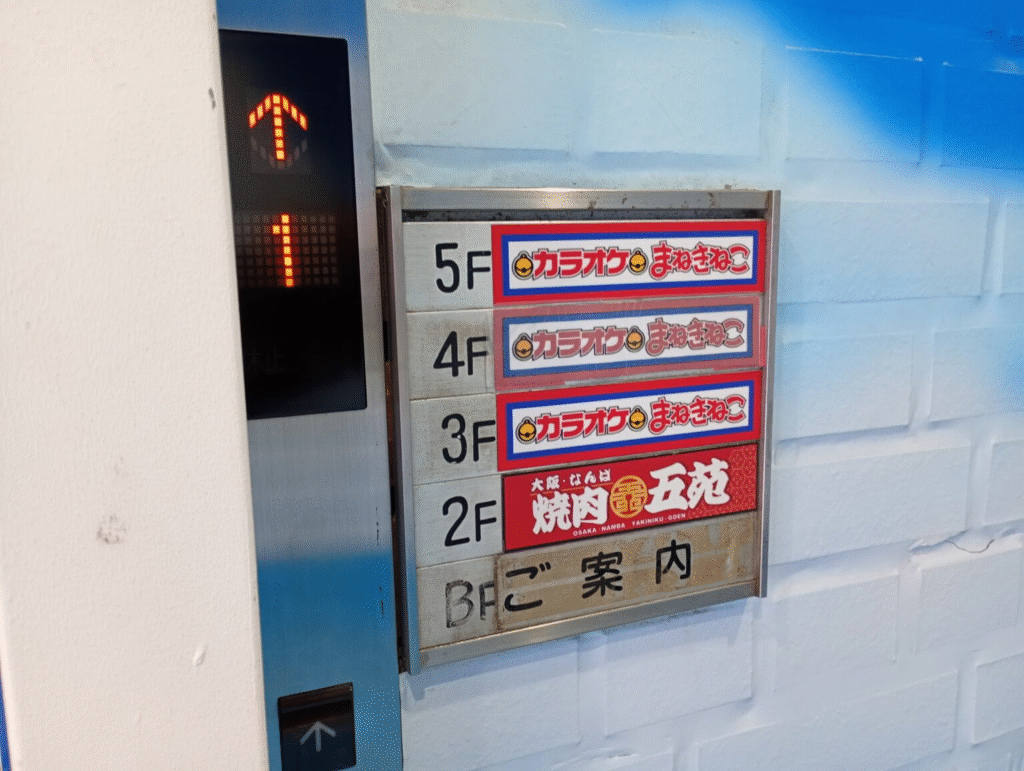 1
5F カラオケ まねきねこ
4F カラオケ まねきねこ
3F カラオケ まねきねこ
2F 大阪・なんば
焼肉 五苑
OSAKA・NAMBA YAKINIKU・GOEN
BF ご案内